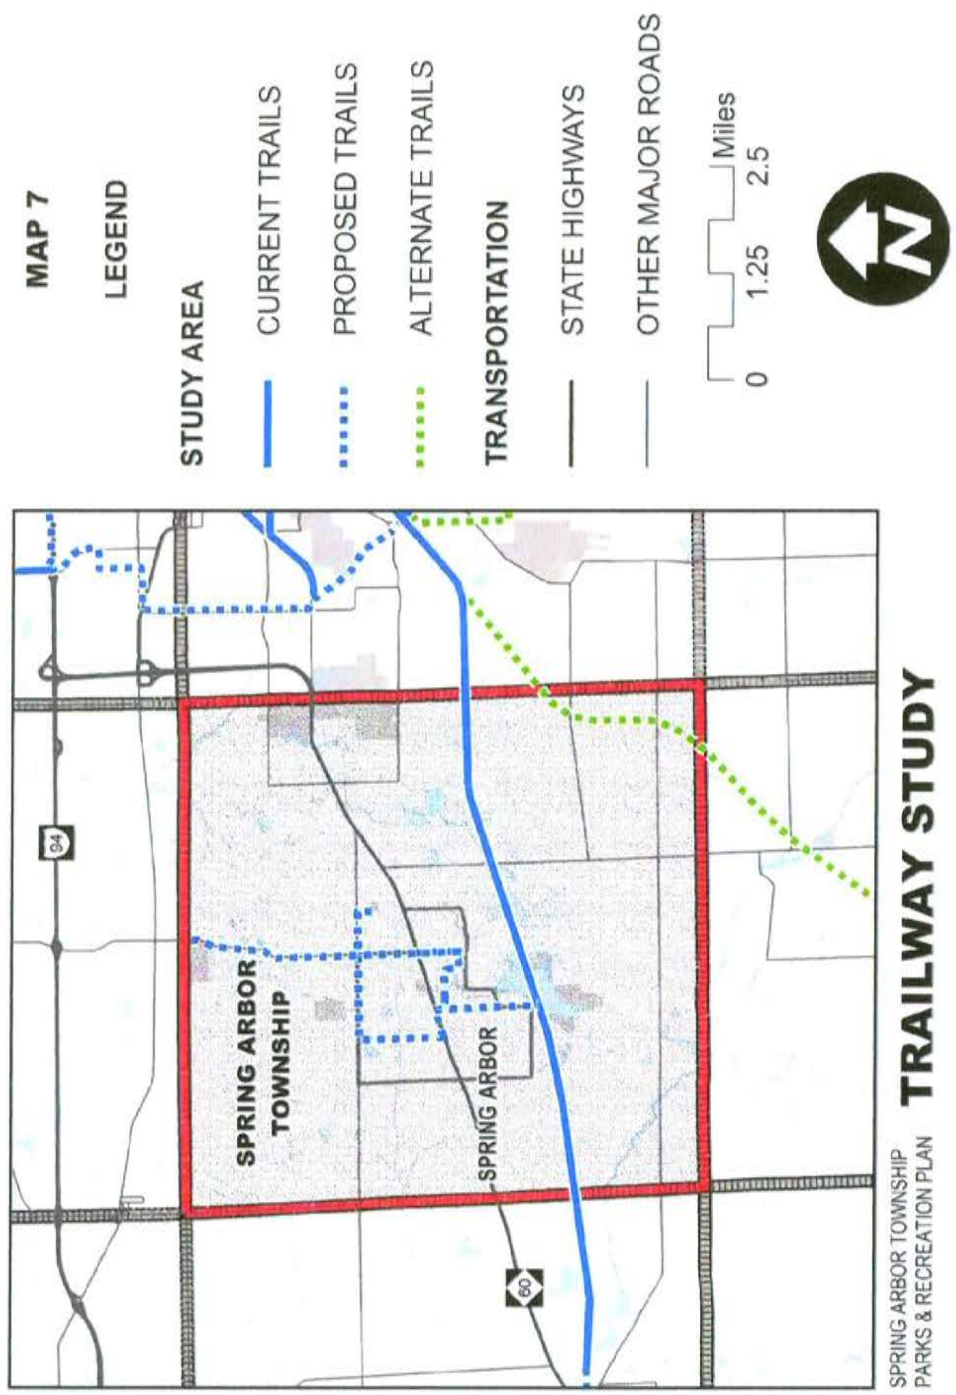 MAP 7
LEGEND
STUDY AREA
CURRENT TRAILS
PROPOSED TRAILS
ALTERNATE TRAILS
TRANSPORTATION
STATE HIGHWAYS
OTHER MAJOR ROADS
Miles
0 1.25 2.5
N
94
SPRING ARBOR
TOWNSHIP
SPRING ARBOR
60
SPRING ARBOR TOWNSHIP
PARKS & RECREATION PLAN
TRAILWAY STUDY